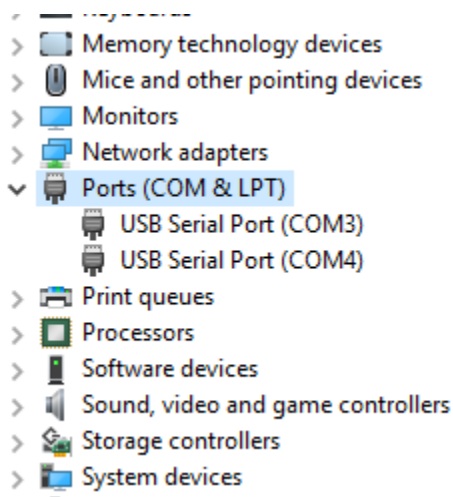 Memory technology devices
Mice and other pointing devices
Monitors
Network adapters
Ports (COM & LPT)
USB Serial Port (COM3)
USB Serial Port (COM4)
Print queues
Processors
Software devices
Sound, video and game controllers
Storage controllers
System devices